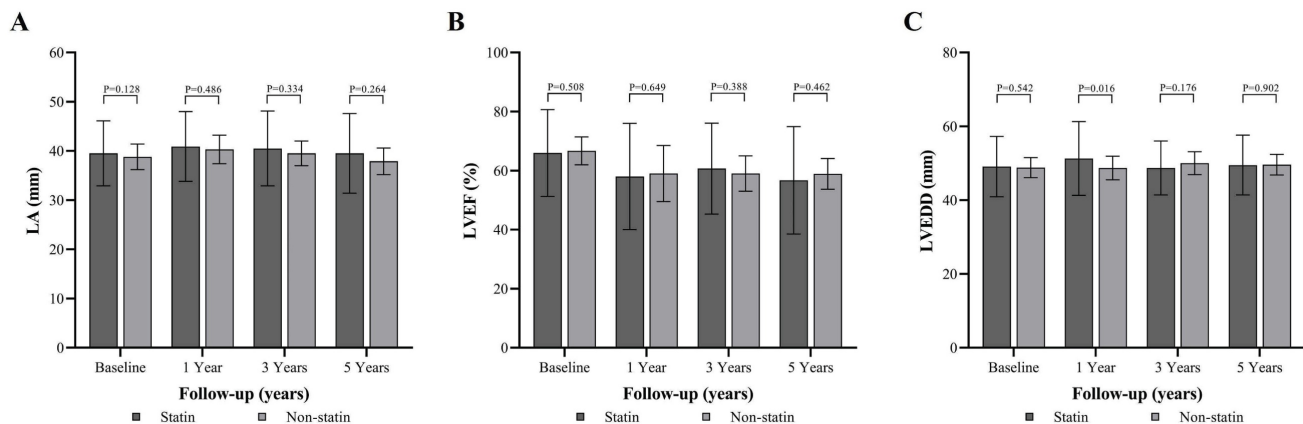 A
LA (mm)
60
50
40
30
20
10
0
P=0.128
P=0.486
P=0.334
P=0.264
Baseline
1 Year
3 Years
5 Years
Follow-up (years)
Statin
Non-statin
B
LVEF (%)
100
80
60
40
20
0
P=0.508
P=0.649
P=0.388
P=0.462
Baseline
1 Year
3 Years
5 Years
Follow-up (years)
Statin
Non-statin
C
LVEDD (mm)
80
60
40
20
0
P=0.542
P=0.016
P=0.176
P=0.902
Baseline
1 Year
3 Years
5 Years
Follow-up (years)
Statin
Non-statin